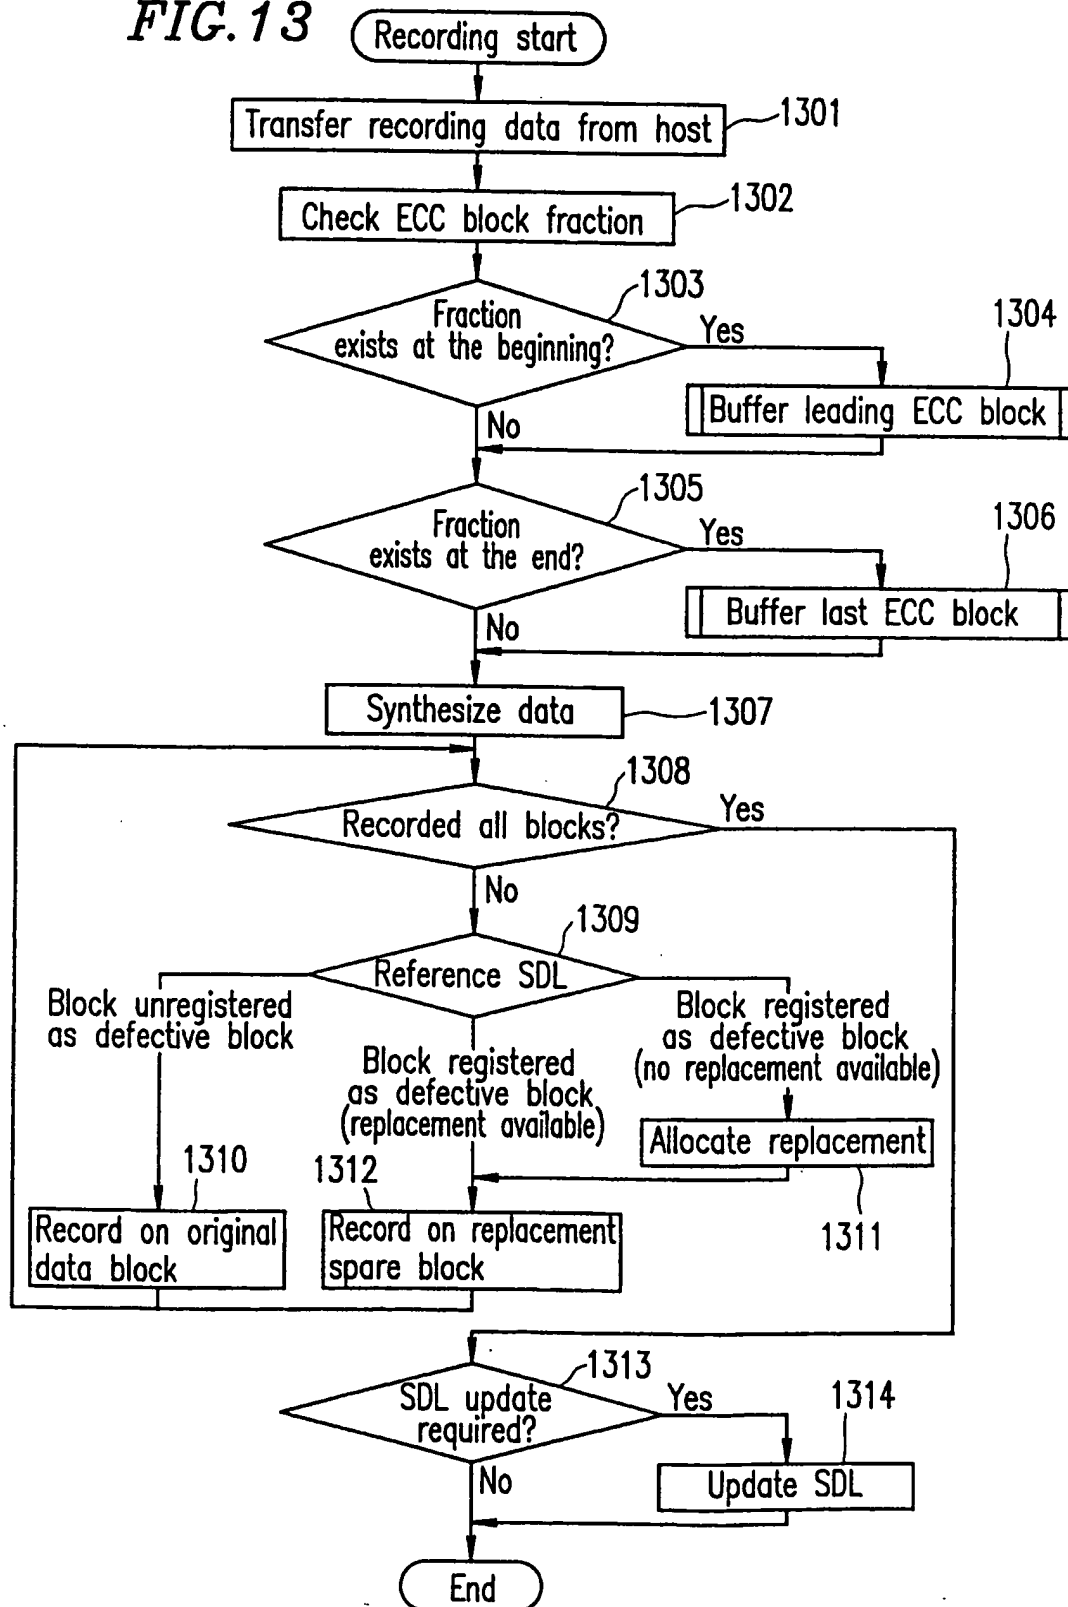 FIG.13
Recording start
Transfer recording data from host
1301
Check ECC block fraction
1302
Fraction
exists at the beginning?
1303
Yes
No
1304
Buffer leading ECC block
Fraction
exists at the end?
1305
Yes
No
1306
Buffer last ECC block
Synthesize data
1307
Recorded all blocks?
1308
Yes
No
Reference SDL
1309
Block unregistered
as defective block
Block registered
as defective block
(replacement available)
Block registered
as defective block
(no replacement available)
Allocate replacement
1311
1310
Record on original
data block
1312
Record on replacement
spare block
SDL update
required?
1313
Yes
No
1314
Update SDL
End